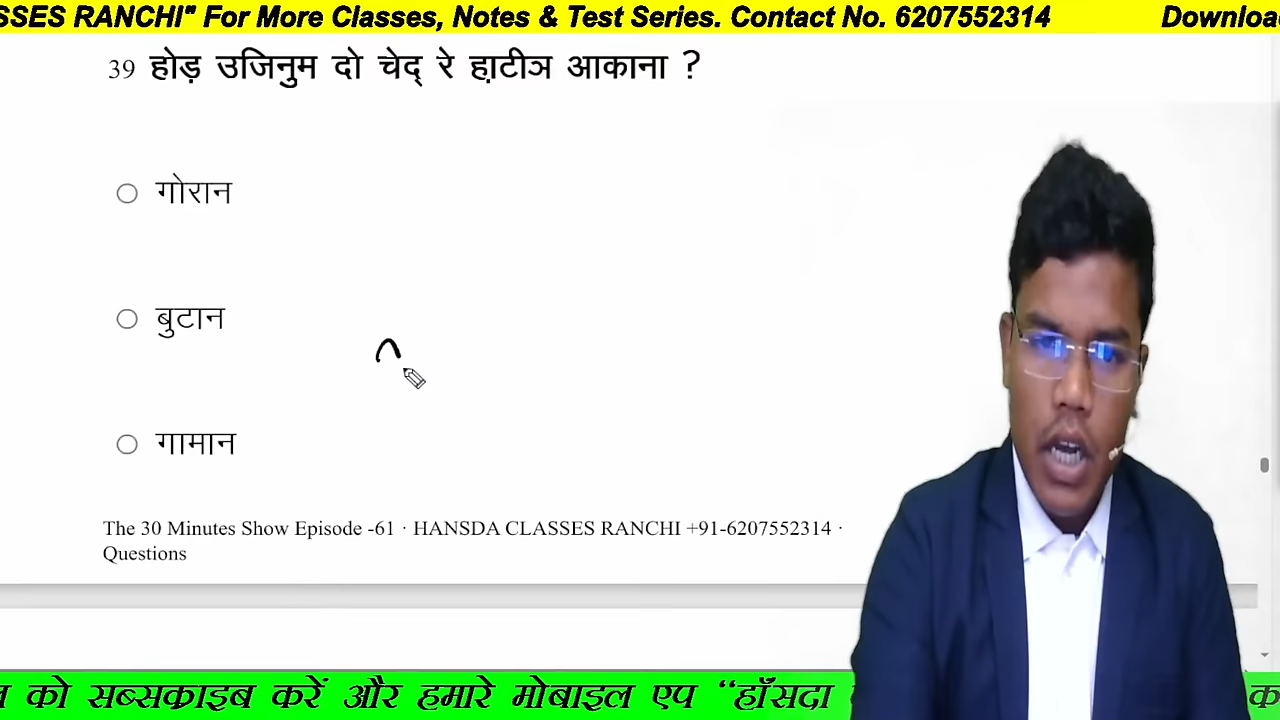 SSES RANCHI" For More Classes, Notes & Test Series. Contact No. 6207552314 Downloa
39 होड़ उजिनुम दो चेद् रे हा़टीञ आकाना ?
गोरान
बुटान
गामान
The 30 Minutes Show Episode -61 · HANSDA CLASSES RANCHI +91-6207552314 ·
Questions
को सब्सक्राइब करें और हमारे मोबाइल एप “हाँसदा